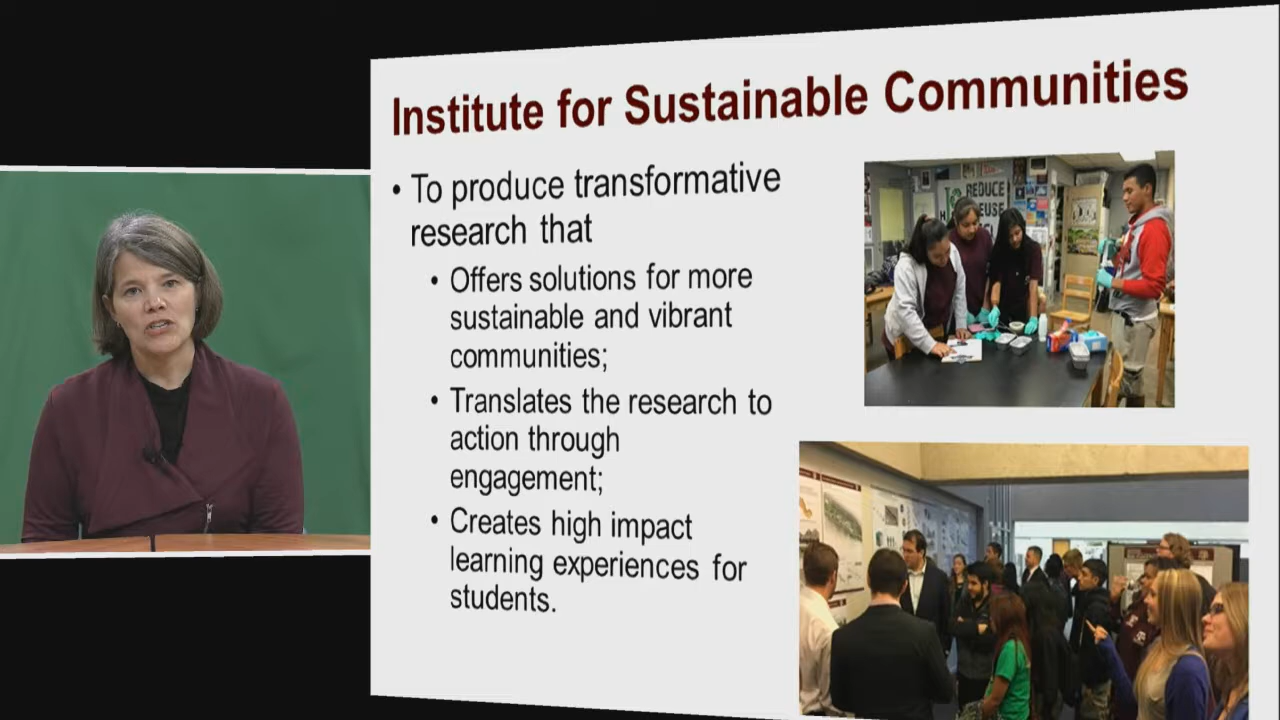 Institute for Sustainable Communities
• To produce transformative
research that
• Offers solutions for more
sustainable and vibrant
communities;
• Translates the research to
action through
engagement;
• Creates high impact
learning experiences for
students.
REDUCE